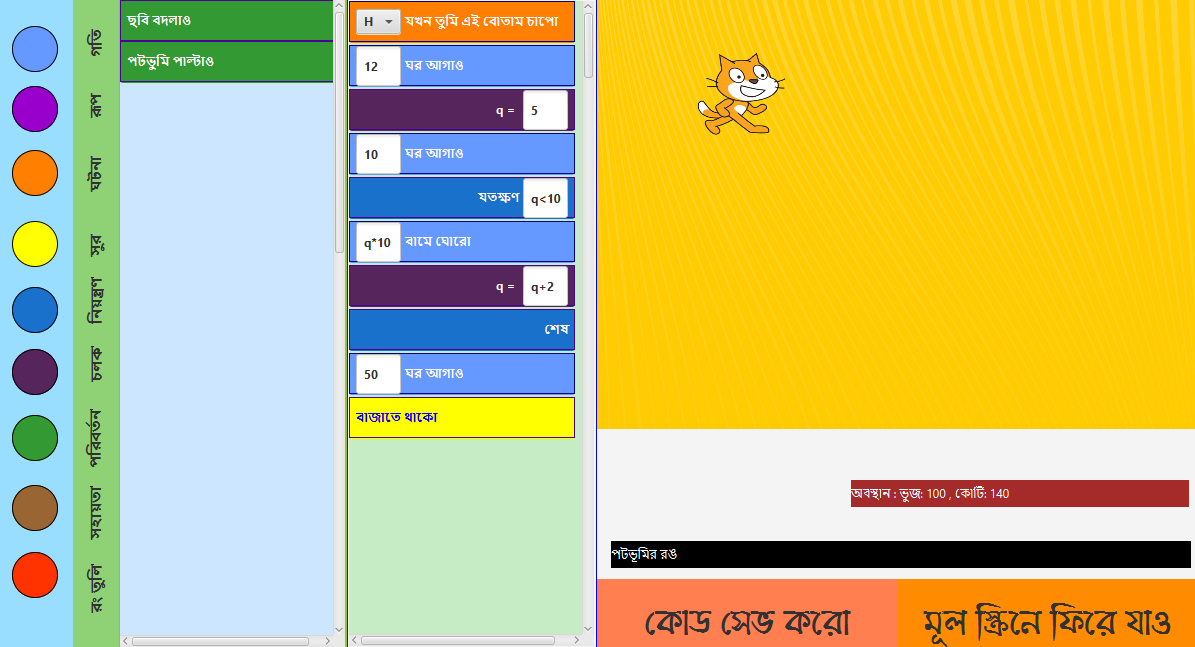 গতি
রূপ
ঘটনা
সুর
নিয়ন্ত্রণ
চলক
পরিবর্তন
সহায়তা
রং তুলি
ছবি বদলাও
পটভুমি পাল্টাও
H যখন তুমি এই বোতাম চাপো
12 ঘর আগাও
q = 5
10 ঘর আগাও
যতক্ষণ q<10
q*10 বামে ঘোরো
q = q+2
শেষ
50 ঘর আগাও
বাজাতে থাকো
অবস্থান : ভুজ: 100 , কোটি: 140
পটভূমির রঙ
কোড সেভ করো
মূল স্ক্রিনে ফিরে যাও